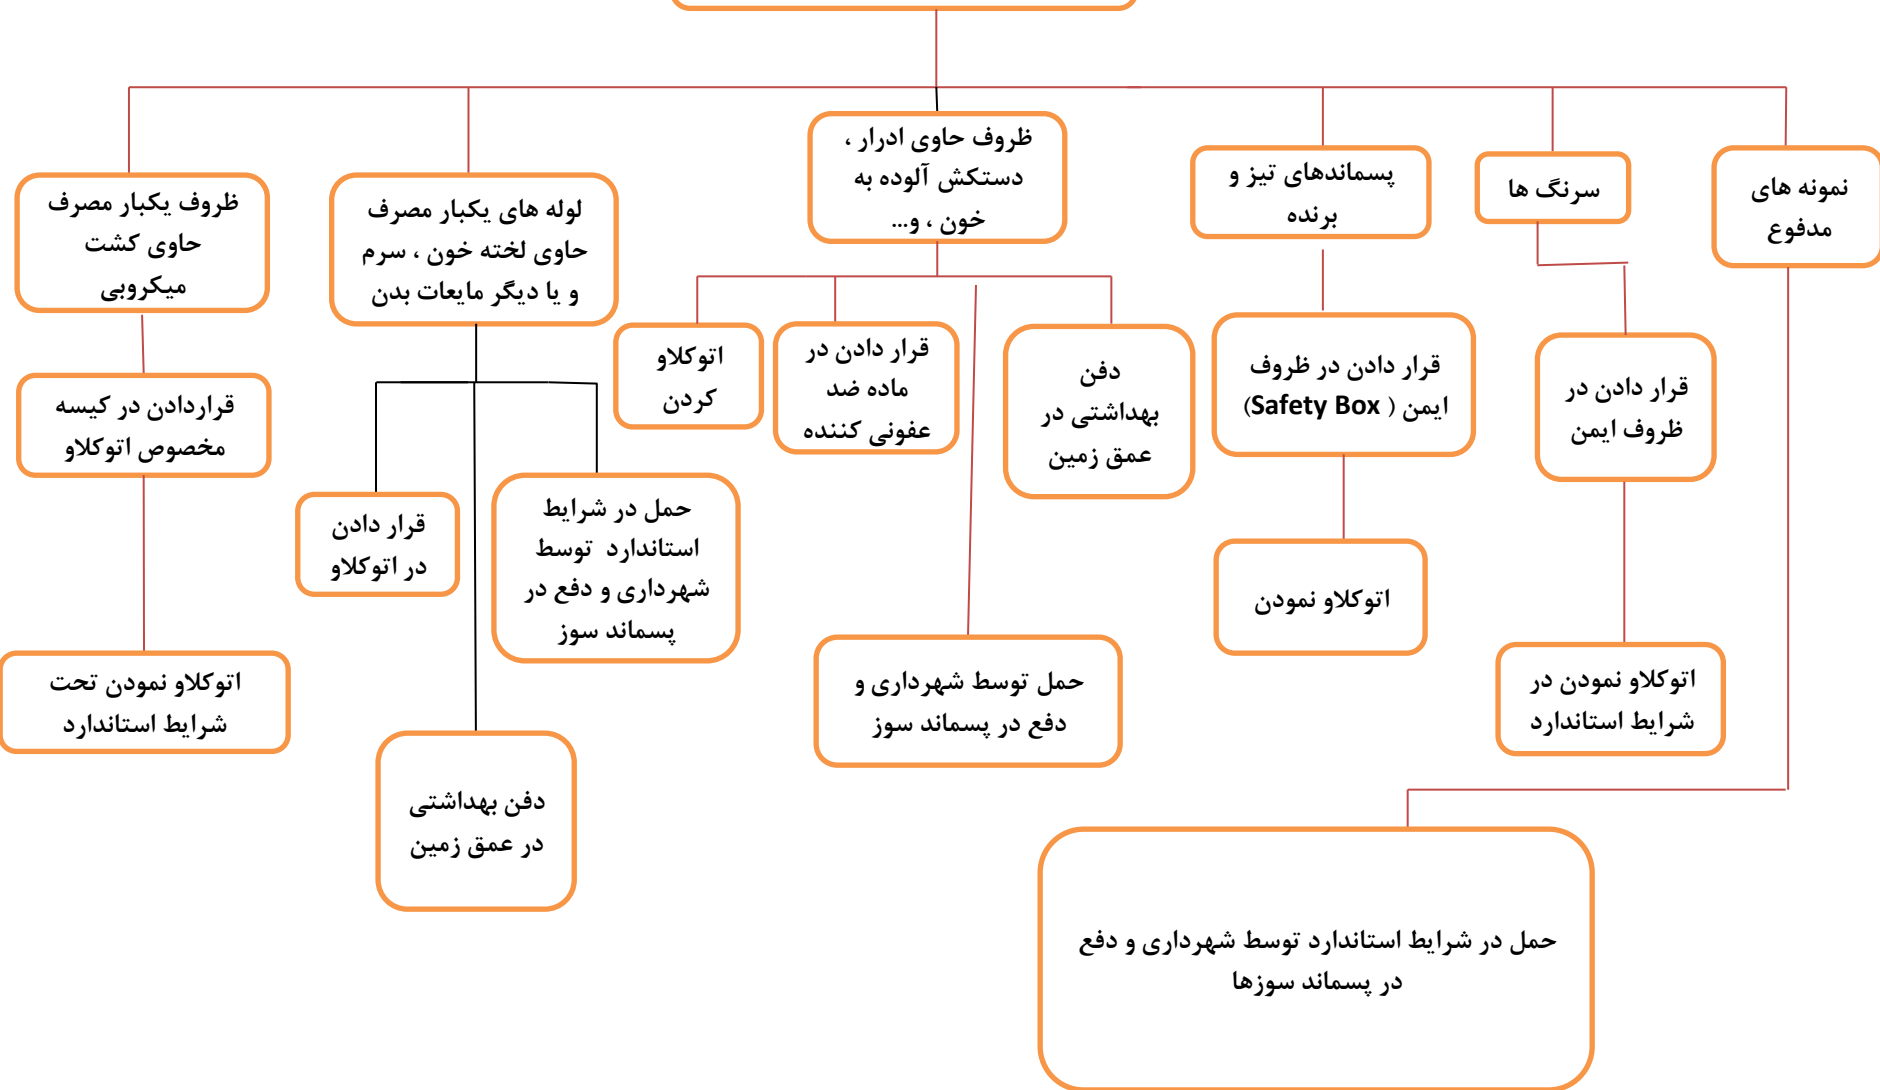 نمونه های
مدفوع
سرنگ ها
پسماندهای تیز و
برنده
ظروف حاوی ادرار ،
دستکش آلوده به
خون ، و...
لوله های یکبار مصرف
حاوی لخته خون ، سرم
و یا دیگر مایعات بدن
ظروف یکبار مصرف
حاوی کشت
میکروبی
قرار دادن در
ظروف ایمن
قرار دادن در ظروف
ایمن ( Safety Box)
دفن
بهداشتی در
عمق زمین
قرار دادن در
ماده ضد
عفونی کننده
اتوکلاو
کردن
قراردادن در کیسه
مخصوص اتوکلاو
حمل در شرایط
استاندارد توسط
شهرداری و دفع در
پسماند سوز
قرار دادن
در اتوکلاو
اتوکلاو نمودن
اتوکلاو نمودن در
شرایط استاندارد
حمل توسط شهرداری و
دفع در پسماند سوز
اتوکلاو نمودن تحت
شرایط استاندارد
دفن بهداشتی
در عمق زمین
حمل در شرایط استاندارد توسط شهرداری و دفع
در پسماند سوزها